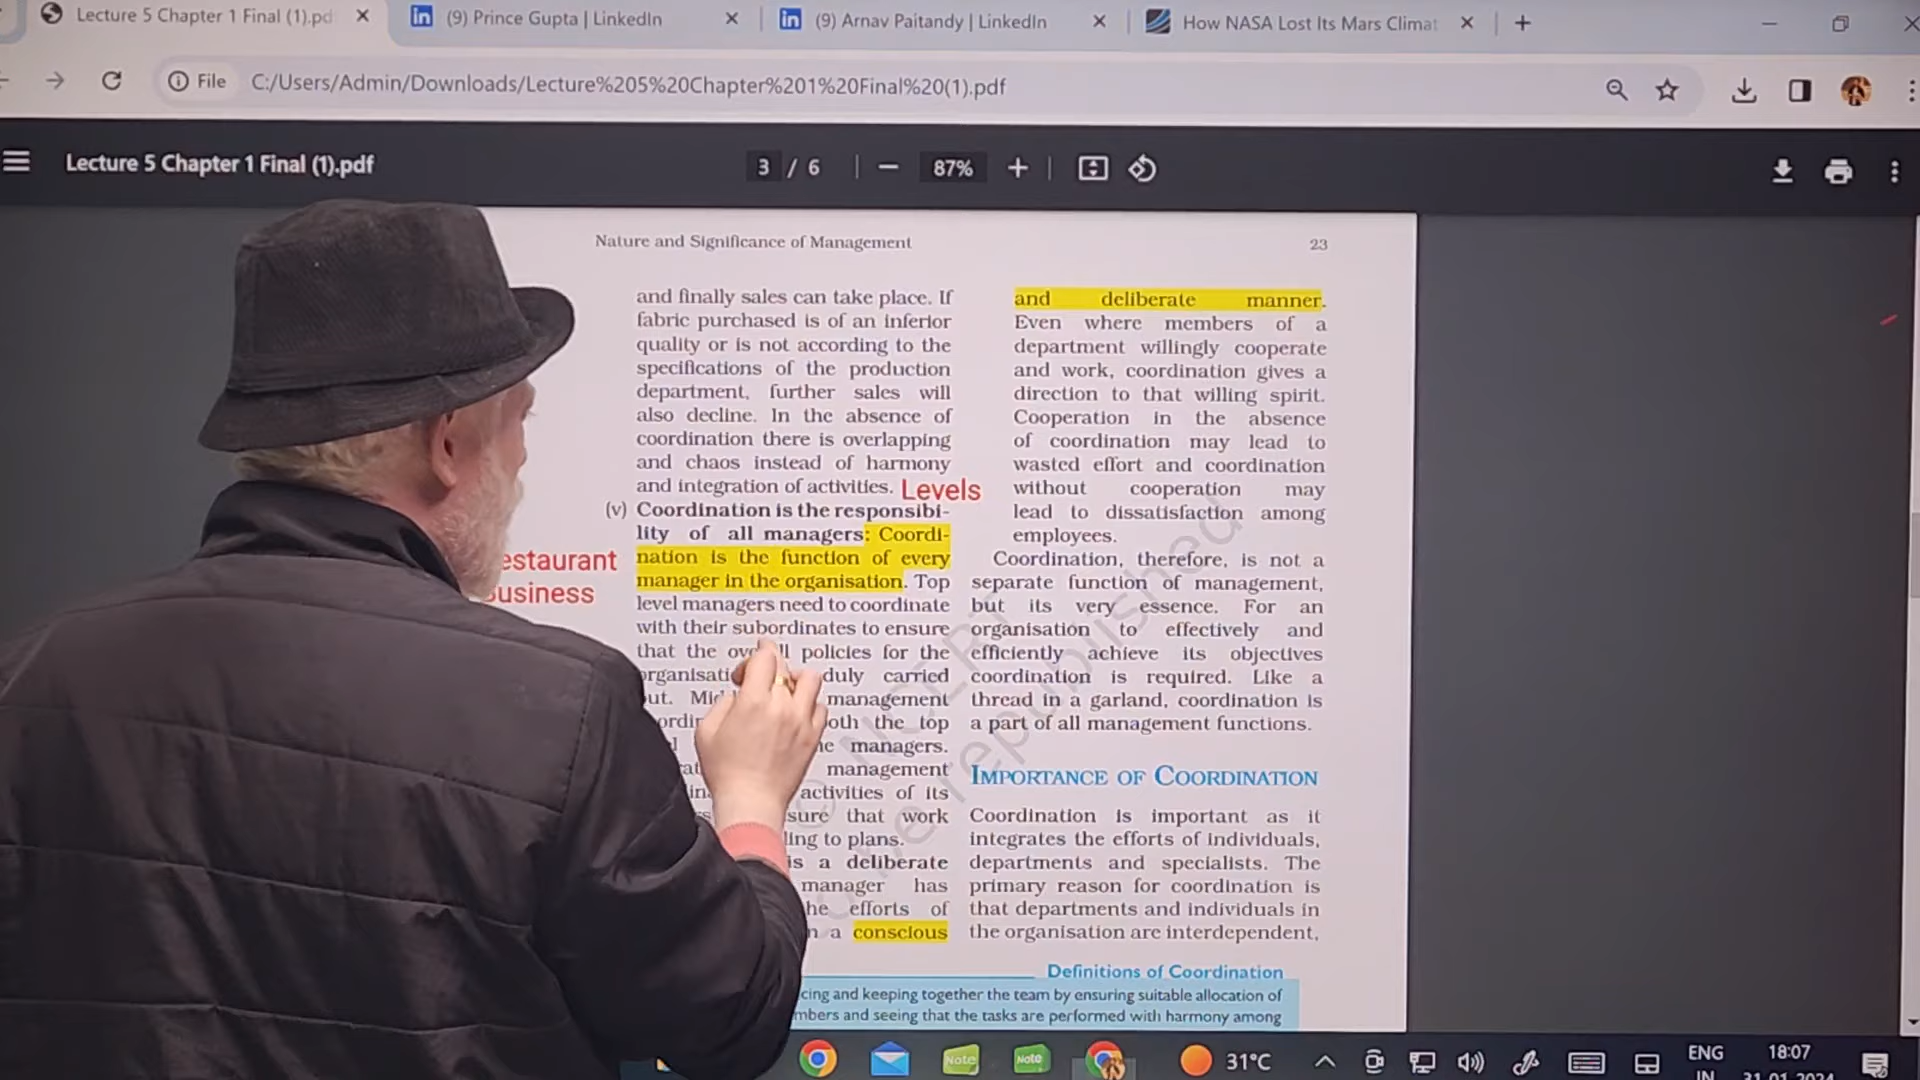 Lecture 5 Chapter 1 Final (1).pd
(9) Prince Gupta | LinkedIn
(9) Arnav Paitandy | LinkedIn
How NASA Lost Its Mars Climat
File
C:/Users/Admin/Downloads/Lecture%205%20Chapter%201%20Final%20(1).pdf
Lecture 5 Chapter 1 Final (1).pdf
3 / 6
87%
Nature and Significance of Management
23
and finally sales can take place. If
fabric purchased is of an inferior
quality or is not according to the
specifications of the production
department, further sales will
also decline. In the absence of
coordination there is overlapping
and chaos instead of harmony
and integration of activities.
Levels
(v) Coordination is the responsibi-
lity of all managers: Coordi-
nation is the function of every
manager in the organisation. Top
level managers need to coordinate
with their subordinates to ensure
that the policies for the
duly carried
management
the top
managers.
management
activities of its
that work
to plans.
is a deliberate
manager has
efforts of
a conscious
estaurant
usiness
and deliberate manner.
Even where members of a
department willingly cooperate
and work, coordination gives a
direction to that willing spirit.
Cooperation in the absence
of coordination may lead to
wasted effort and coordination
without cooperation may
lead to dissatisfaction among
employees.
Coordination, therefore, is not a
separate function of management,
but its very essence. For an
organisation to effectively and
efficiently achieve its objectives
coordination is required. Like a
thread in a garland, coordination is
a part of all management functions.
IMPORTANCE OF COORDINATION
Coordination is important as it
integrates the efforts of individuals,
departments and specialists. The
primary reason for coordination is
that departments and individuals in
the organisation are interdependent,
Definitions of Coordination
cing and keeping together the team by ensuring suitable allocation of
mbers and seeing that the tasks are performed with harmony among
© NCERT
be republished
Note
Note
31°C
ENG
IN
18:07
31.01.2024